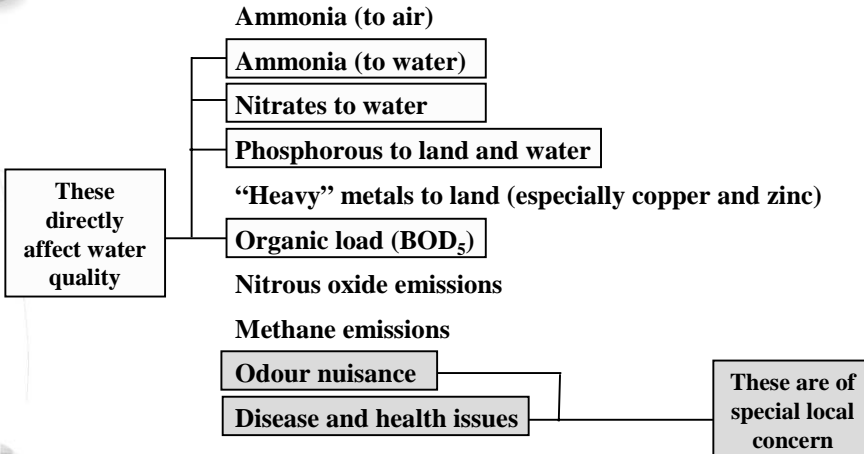 Ammonia (to air)
Ammonia (to water)
Nitrates to water
Phosphorous to land and water
“Heavy” metals to land (especially copper and zinc)
Organic load (BOD₅)
Nitrous oxide emissions
Methane emissions
Odour nuisance
Disease and health issues
These
directly
affect water
quality
These are of
special local
concern